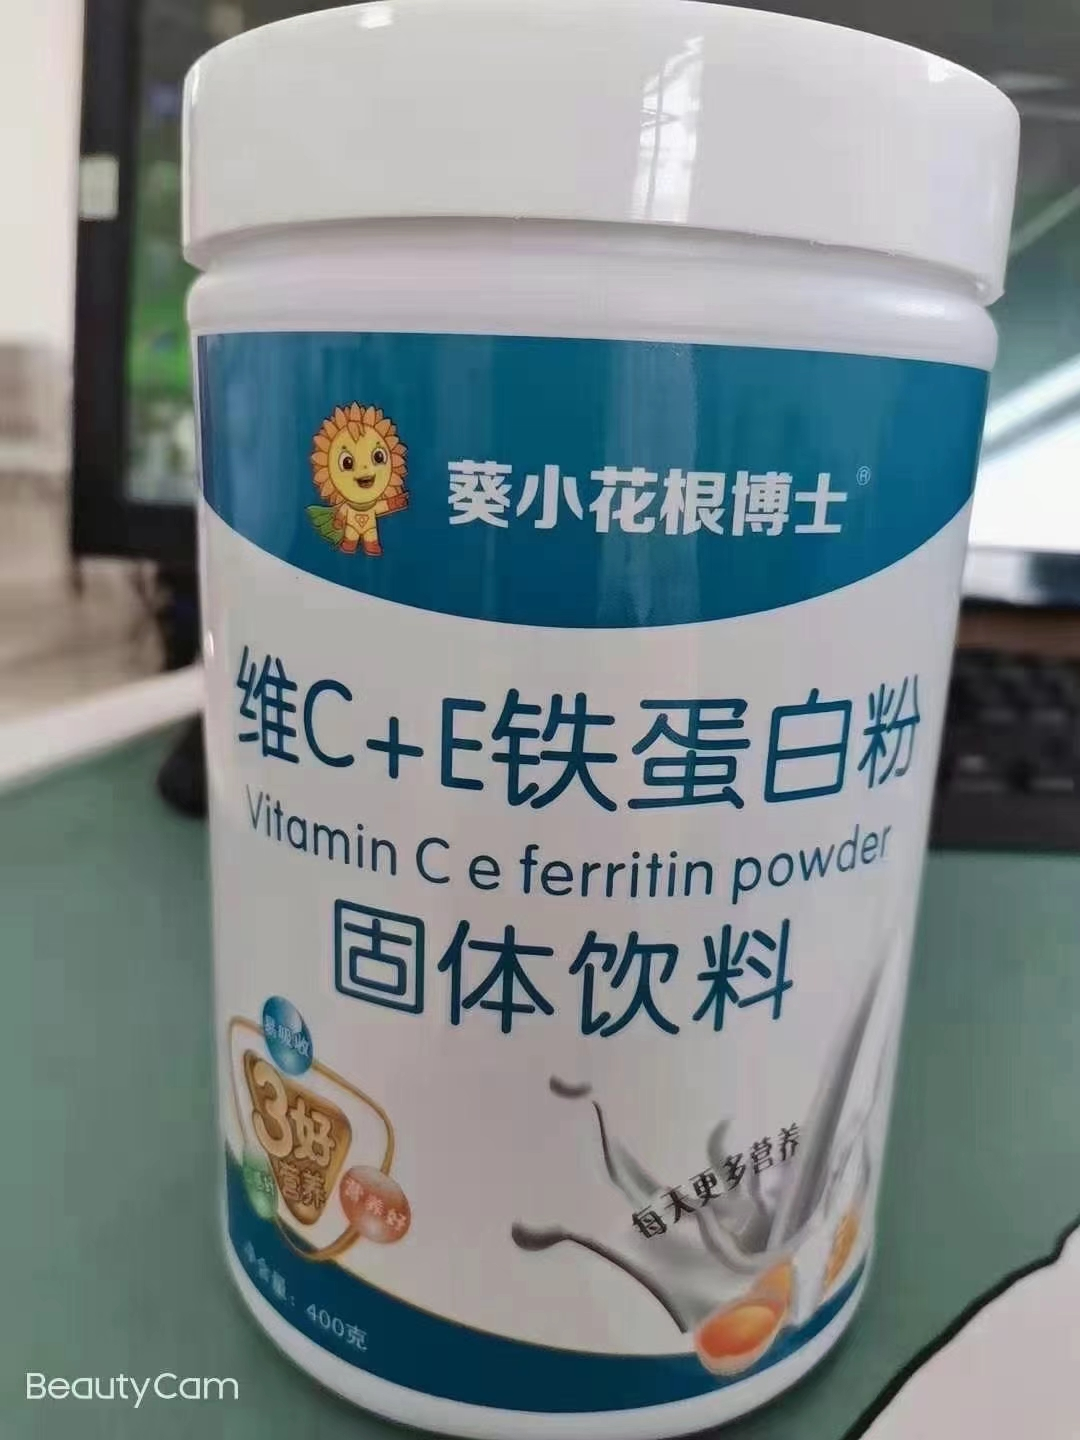 葵小花根博士®
维C+E铁蛋白粉
Vitamin C e ferritin powder
固体饮料
易吸收
3好
营养
营养好
每天更多营养
净含量：400克
BeautyCam